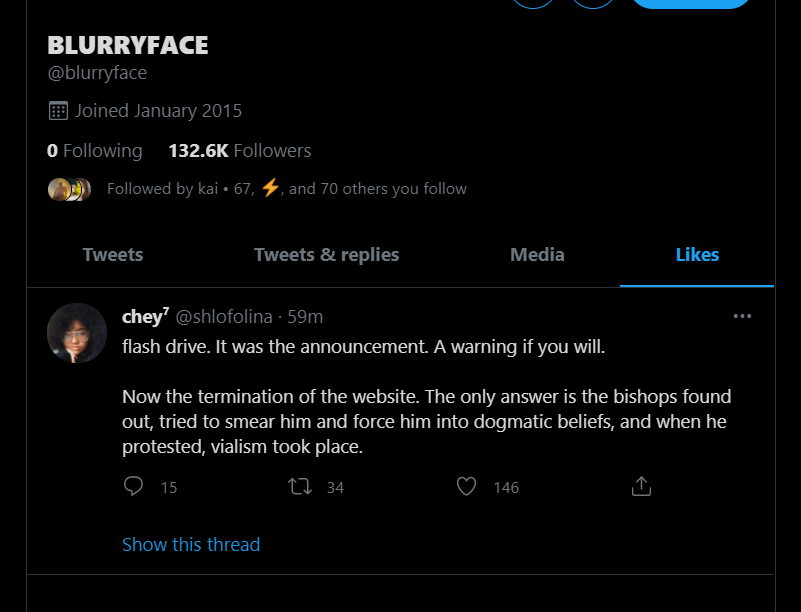 BLURRYFACE
@blurryface
Joined January 2015
0 Following 132.6K Followers
Followed by kai • 67, ⚡, and 70 others you follow
Tweets Tweets & replies Media Likes
chey⁷ @shlofolina · 59m
flash drive. It was the announcement. A warning if you will.
Now the termination of the website. The only answer is the bishops found
out, tried to smear him and force him into dogmatic beliefs, and when he
protested, vialism took place.
15 34 146
Show this thread